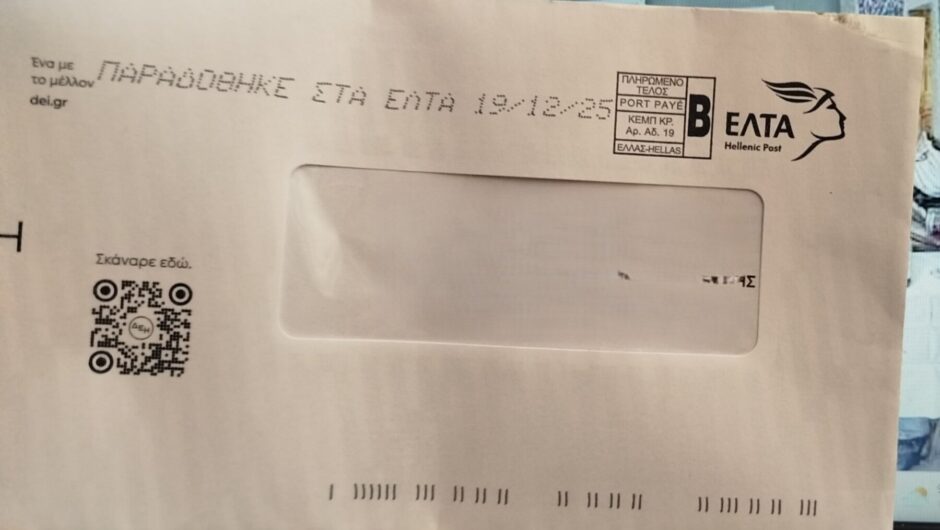 Ένα με
το μέλλον
dei.gr
ΠΑΡΑΔΟΘΗΚΕ ΣΤΑ ΕΛΤΑ 19/12/25
ΠΛΗΡΩΜΕΝΟ
ΤΕΛΟΣ
PORT PAYÉ
ΚΕΜΠ ΚΡ.
Αρ. Αδ. 19
ΕΛΛΑΣ-HELLAS
B
ΕΛΤΑ
Hellenic Post
Σκάναρε εδώ.
ΔΕΗ